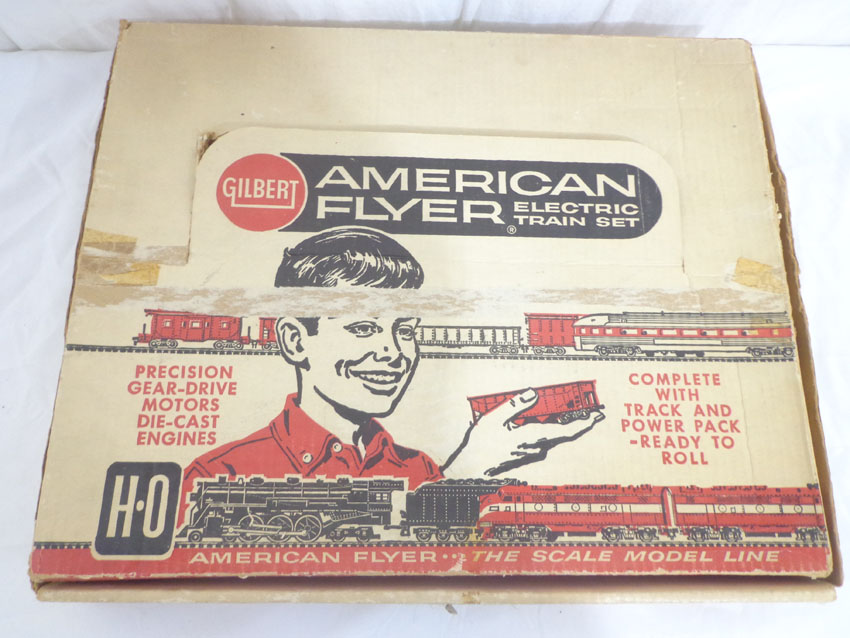 GILBERT
AMERICAN
FLYER®
ELECTRIC
TRAIN SET
PRECISION
GEAR-DRIVE
MOTORS
DIE-CAST
ENGINES
COMPLETE
WITH
TRACK AND
POWER PACK
-READY TO
ROLL
H·O
AMERICAN FLYER••THE SCALE MODEL LINE